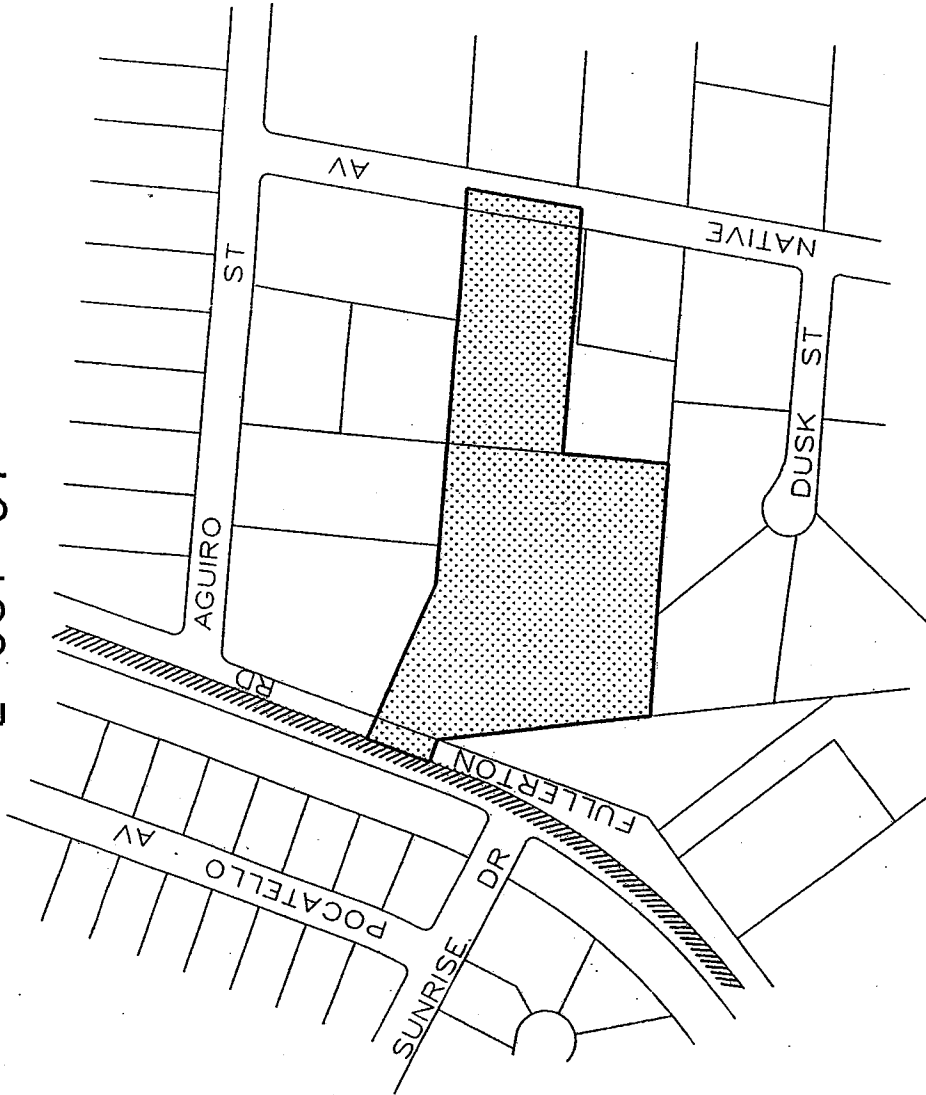 AV
ST
NATIVE
ST
DUSK
AGUIRO
RD
FULLERTON
AV
POCATELLO
DR
SUNRISE